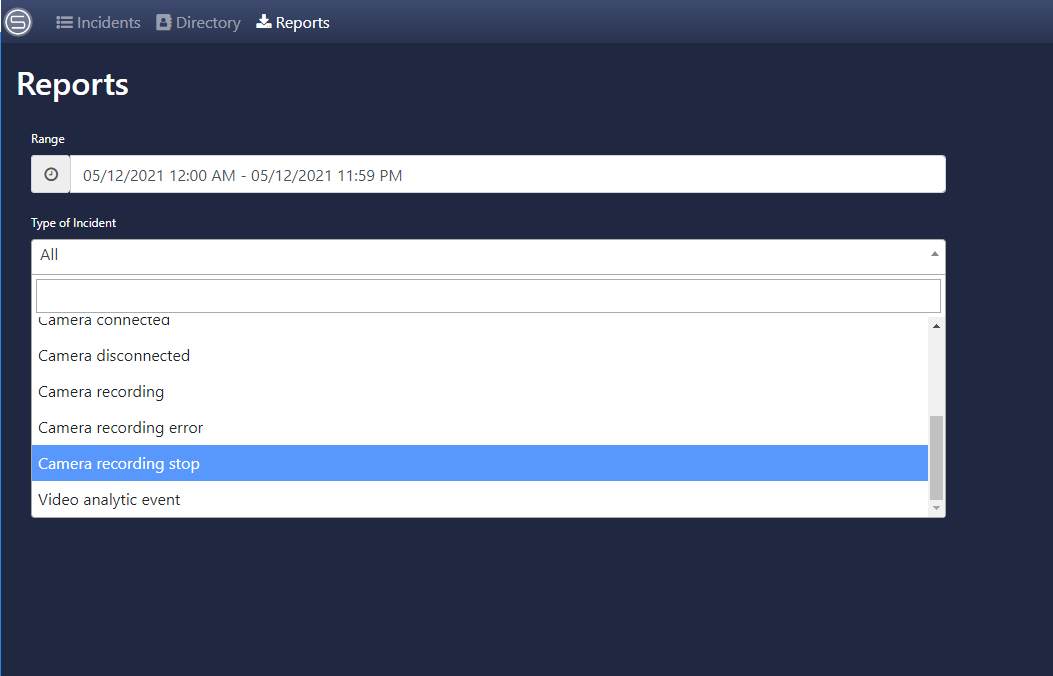 Incidents Directory Reports
Reports
Range
05/12/2021 12:00 AM - 05/12/2021 11:59 PM
Type of Incident
All
Camera connected
Camera disconnected
Camera recording
Camera recording error
Camera recording stop
Video analytic event